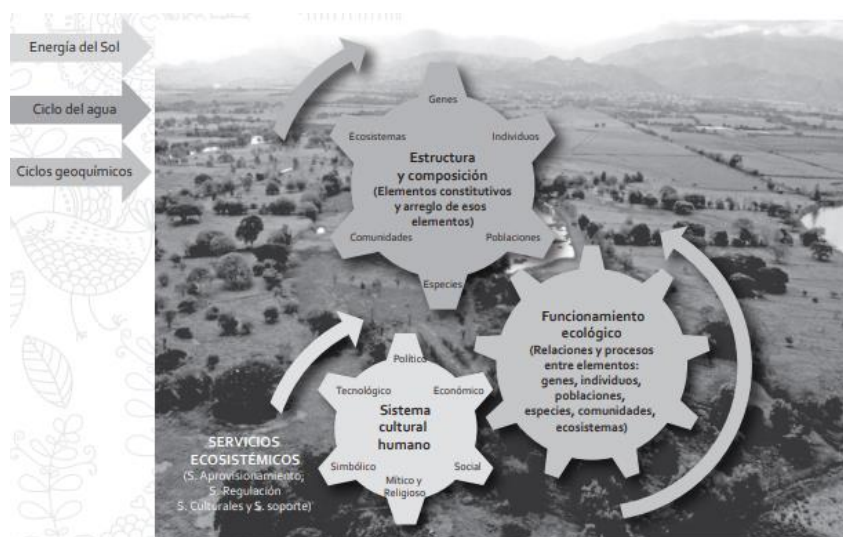 Energía del Sol
Ciclo del agua
Ciclos geoquímicos
Genes
Ecosistemas
Individuos
Estructura
y composición
(Elementos constitutivos
y arreglo de esos
elementos)
Comunidades
Poblaciones
Especies
Funcionamiento
ecológico
(Relaciones y procesos
entre elementos:
genes, individuos,
poblaciones,
especies, comunidades,
ecosistemas)
Político
Tecnológico
Económico
Sistema
cultural
humano
Simbólico
Social
Mítico y
Religioso
SERVICIOS
ECOSISTÉMICOS
(S. Aprovisionamiento;
S. Regulación
S. Culturales y S. soporte)